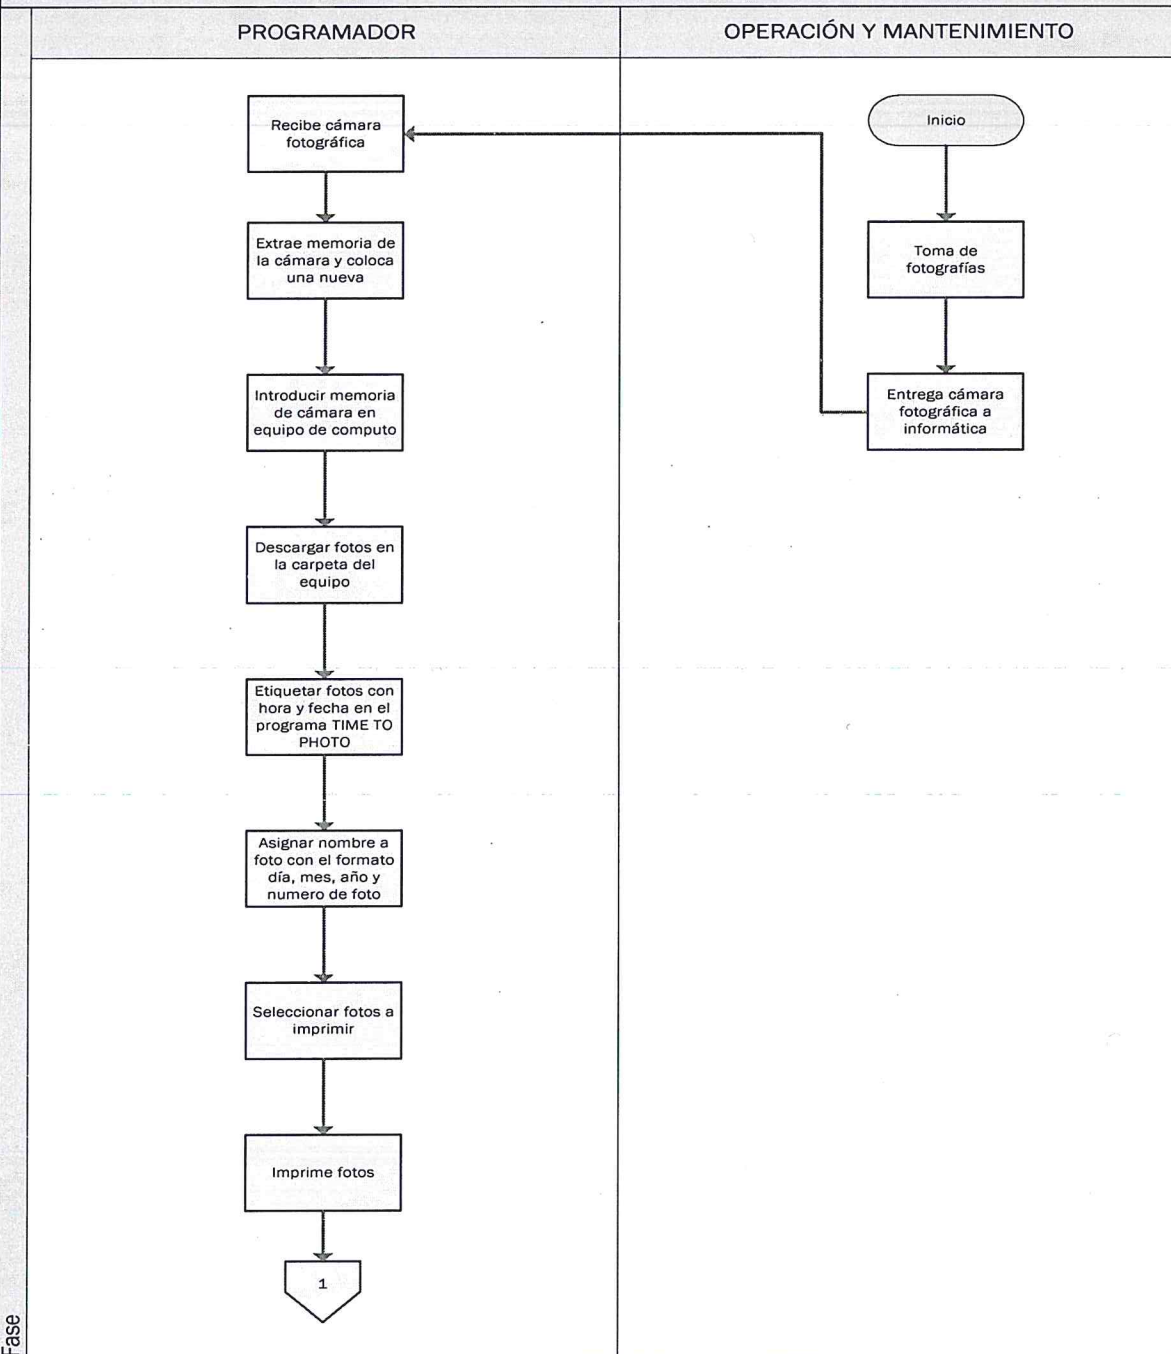 PROGRAMADOR
OPERACIÓN Y MANTENIMIENTO
Recibe cámara
fotográfica
Inicio
Extrae memoria de
la cámara y coloca
una nueva
Toma de
fotografías
Introducir memoria
de cámara en
equipo de computo
Entrega cámara
fotográfica a
informática
Descargar fotos en
la carpeta del
equipo
Etiquetar fotos con
hora y fecha en el
programa TIME TO
PHOTO
Asignar nombre a
foto con el formato
día, mes, año y
numero de foto
Seleccionar fotos a
imprimir
Imprime fotos
1
Fase